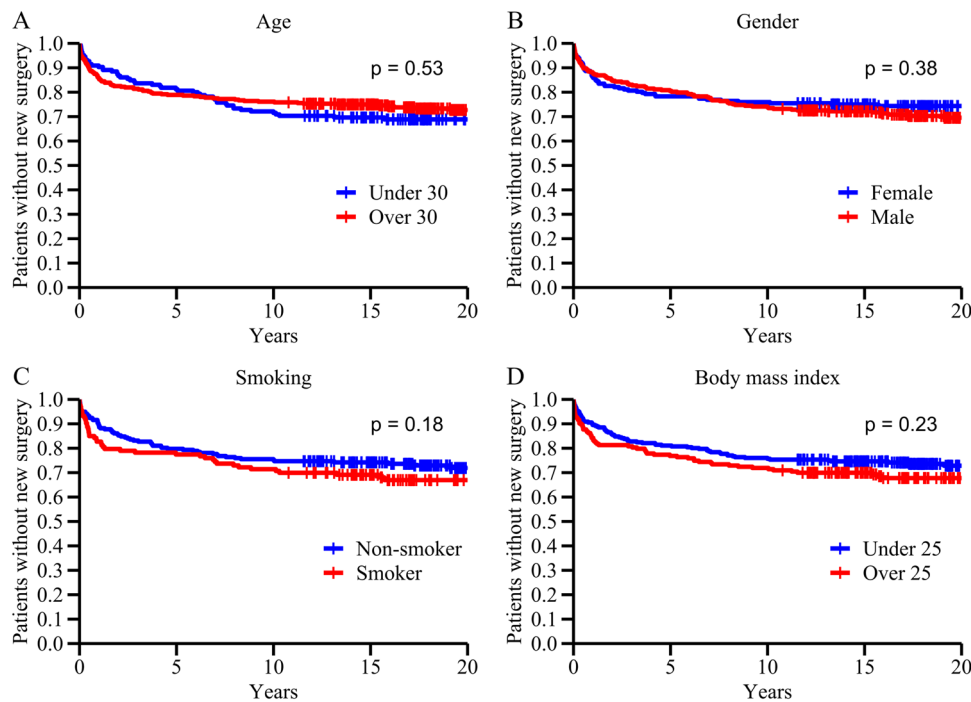 A
Age
Patients without new surgery
1.0
0.9
0.8
0.7
0.6
0.5
0.4
0.3
0.2
0.1
0.0
p = 0.53
Under 30
Over 30
0 5 10 15 20
Years
B
Gender
Patients without new surgery
1.0
0.9
0.8
0.7
0.6
0.5
0.4
0.3
0.2
0.1
0.0
p = 0.38
Female
Male
0 5 10 15 20
Years
C
Smoking
Patients without new surgery
1.0
0.9
0.8
0.7
0.6
0.5
0.4
0.3
0.2
0.1
0.0
p = 0.18
Non-smoker
Smoker
0 5 10 15 20
Years
D
Body mass index
Patients without new surgery
1.0
0.9
0.8
0.7
0.6
0.5
0.4
0.3
0.2
0.1
0.0
p = 0.23
Under 25
Over 25
0 5 10 15 20
Years